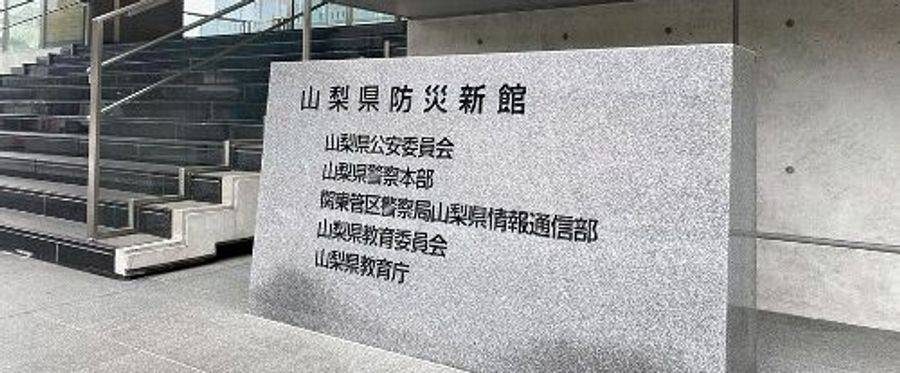 山梨県防災新館
山梨県公安委員会
山梨県警察本部
関東管区警察局山梨県情報通信部
山梨県教育委員会
山梨県教育庁